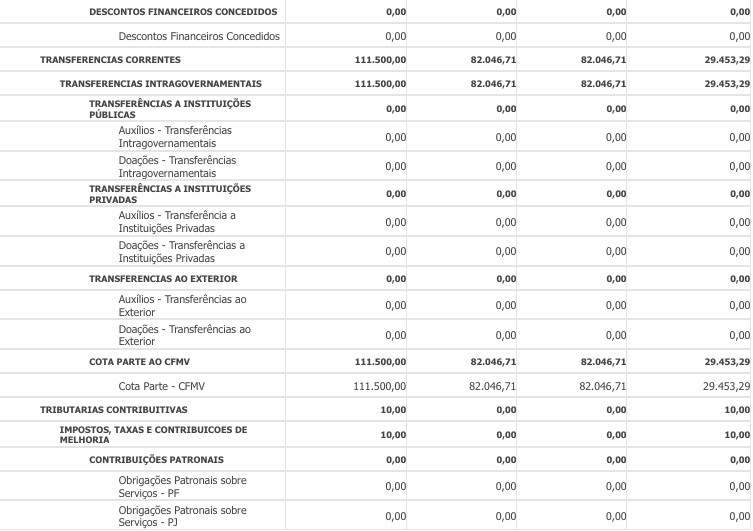 DESCONTOS FINANCEIROS CONCEDIDOS 0,00 0,00 0,00 0,00
Descontos Financeiros Concedidos 0,00 0,00 0,00 0,00
TRANSFERENCIAS CORRENTES 111.500,00 82.046,71 82.046,71 29.453,29
TRANSFERENCIAS INTRAGOVERNAMENTAIS 111.500,00 82.046,71 82.046,71 29.453,29
TRANSFERÊNCIAS A INSTITUIÇÕES
PÚBLICAS 0,00 0,00 0,00 0,00
Auxílios - Transferências
Intragovernamentais 0,00 0,00 0,00 0,00
Doações - Transferências
Intragovernamentais 0,00 0,00 0,00 0,00
TRANSFERÊNCIAS A INSTITUIÇÕES
PRIVADAS 0,00 0,00 0,00 0,00
Auxílios - Transferência a
Instituições Privadas 0,00 0,00 0,00 0,00
Doações - Transferências a
Instituições Privadas 0,00 0,00 0,00 0,00
TRANSFERENCIAS AO EXTERIOR 0,00 0,00 0,00 0,00
Auxílios - Transferências ao
Exterior 0,00 0,00 0,00 0,00
Doações - Transferências ao
Exterior 0,00 0,00 0,00 0,00
COTA PARTE AO CFMV 111.500,00 82.046,71 82.046,71 29.453,29
Cota Parte - CFMV 111.500,00 82.046,71 82.046,71 29.453,29
TRIBUTARIAS CONTRIBUITIVAS 10,00 0,00 0,00 10,00
IMPOSTOS, TAXAS E CONTRIBUICOES DE
MELHORIA 10,00 0,00 0,00 10,00
CONTRIBUIÇÕES PATRONAIS 0,00 0,00 0,00 0,00
Obrigações Patronais sobre
Serviços - PF 0,00 0,00 0,00 0,00
Obrigações Patronais sobre
Serviços - PJ 0,00 0,00 0,00 0,00